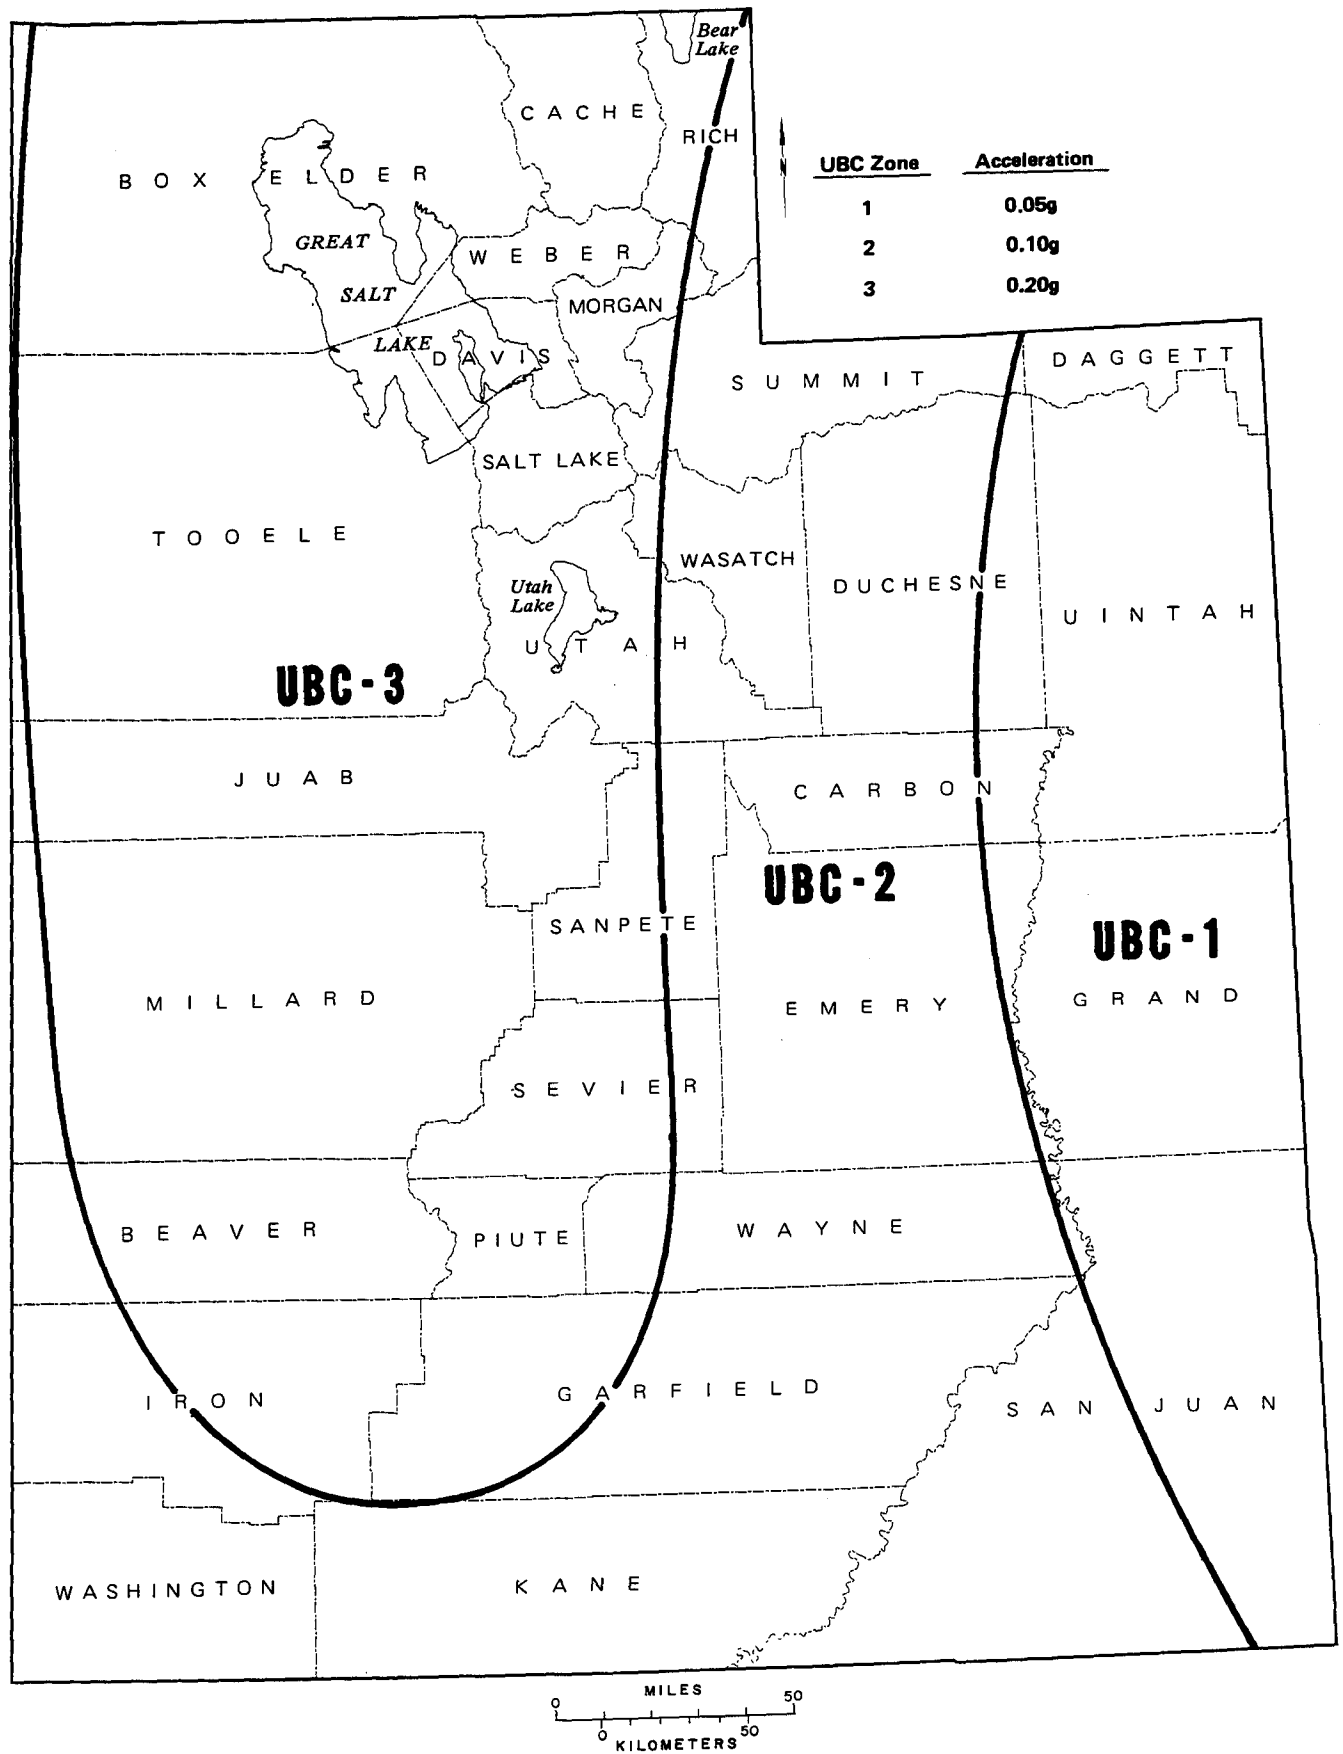 Bear
Lake
CACHE
RICH
UBC Zone Acceleration
1 0.05g
2 0.10g
3 0.20g
N
BOX ELDER
GREAT
SALT
LAKE
WEBER
MORGAN
DAVIS
SUMMIT
DAGGETT
SALT LAKE
TOOELE
WASATCH
DUCHESNE
UINTAH
Utah
Lake
UTAH
UBC-3
JUAB
CARBON
UBC-2
SANPETE
UBC-1
MILLARD
EMERY
GRAND
SEVIER
BEAVER
PIUTE
WAYNE
IRON
GARFIELD
SAN JUAN
WASHINGTON
KANE
MILES
0 50
0 50
KILOMETERS